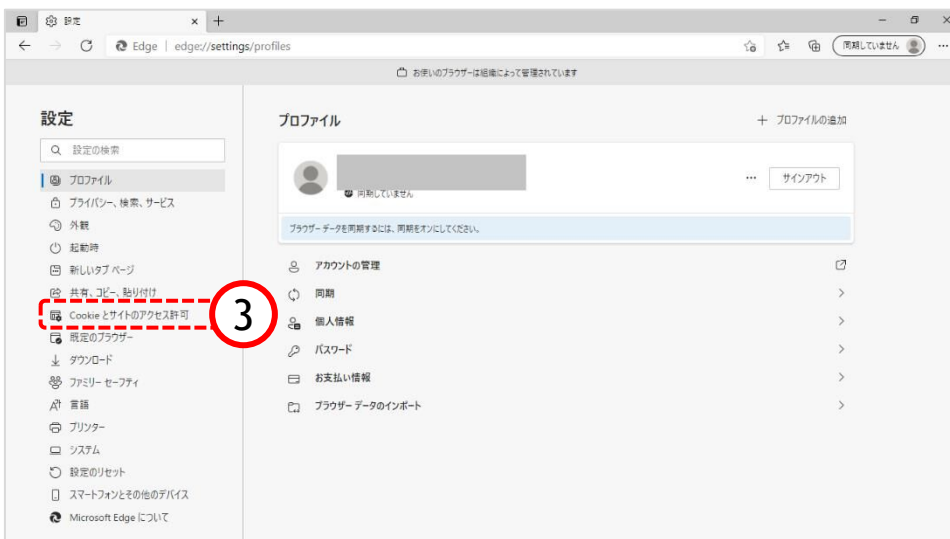 設定
Edge | edge://settings/profiles
同期していません
お使いのブラウザーは組織によって管理されています
設定
設定の検索
プロファイル
プライバシー、検索、サービス
外観
起動時
新しいタブ ページ
共有、コピー、貼り付け
Cookie とサイトのアクセス許可
既定のブラウザー
ダウンロード
ファミリー セーフティ
言語
プリンター
システム
設定のリセット
スマートフォンとその他のデバイス
Microsoft Edge について
3
プロファイル
プロファイルの追加
同期していません
サインアウト
ブラウザー データを同期するには、同期をオンにしてください。
アカウントの管理
同期
個人情報
パスワード
お支払い情報
ブラウザー データのインポート